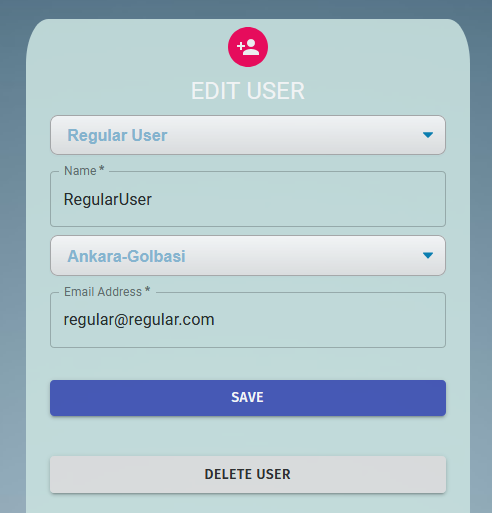 EDIT USER
Regular User
Name *
RegularUser
Ankara-Golbasi
Email Address *
regular@regular.com
SAVE
DELETE USER